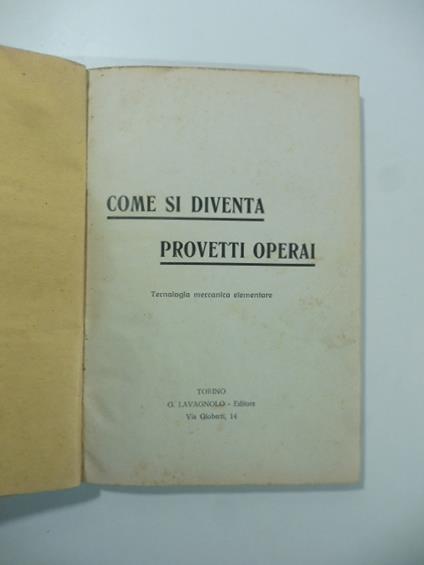 COME SI DIVENTA
PROVETTI OPERAI
Tecnologia meccanica elementare
TORINO
G. LAVAGNOLO - Editore
Via Gioberti, 14